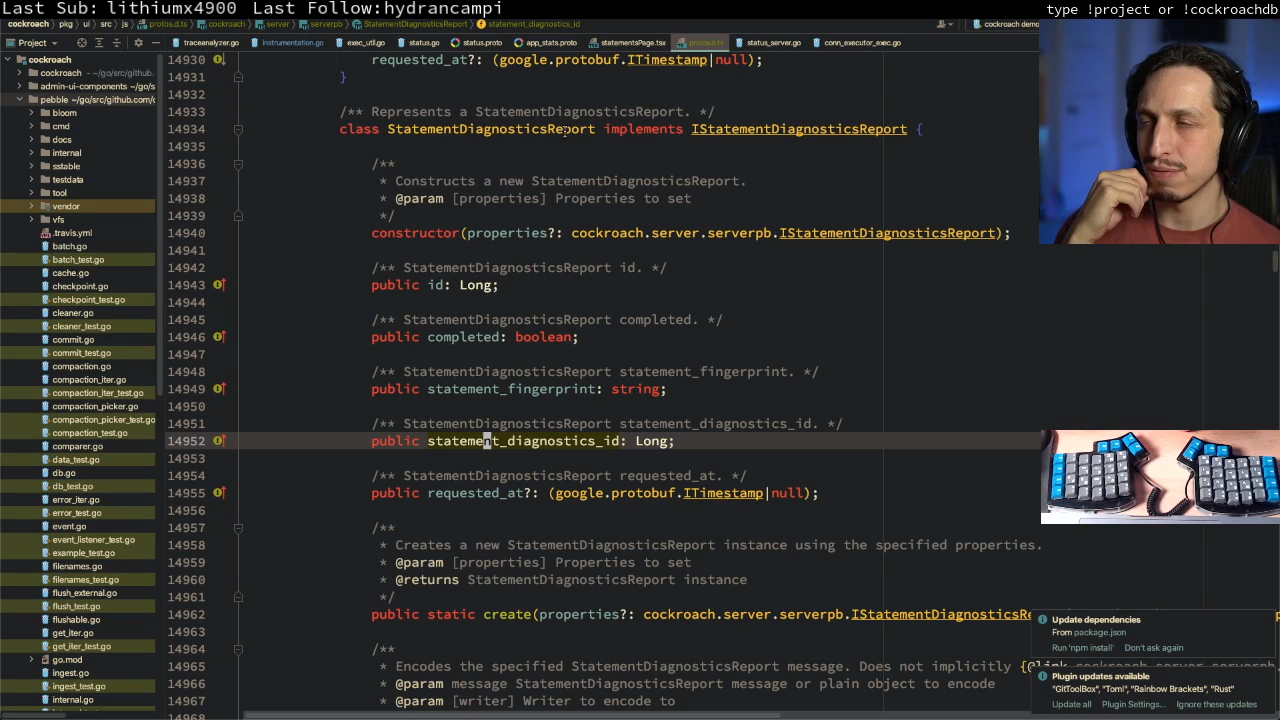 Last Sub: lithiumx4900  Last Follow:hydrancampi
type !project or !cockroachdb
cockroach pkg ui src js protos.d.ts cockroach server serverpb StatementDiagnosticsReport statement_diagnostics_id
cockroach demo
Project
traceanalyzer.go Instrumentation.go exec_util.go status.go status.proto app_stats.proto statementsPage.tsx protos.d.ts status_server.go conn_executor_exec.go
cockroach
cockroach ~/go/src/github.
admin-ui-components ~/go/s
pebble ~/go/src/github.com/c
bloom
cmd
docs
internal
sstable
testdata
tool
vendor
vfs
.travis.yml
batch.go
batch_test.go
cache.go
checkpoint.go
checkpoint_test.go
cleaner.go
cleaner_test.go
commit.go
commit_test.go
compaction.go
compaction_iter.go
compaction_iter_test.go
compaction_picker.go
compaction_picker_test.go
compaction_test.go
comparer.go
data_test.go
db.go
db_test.go
error_iter.go
error_test.go
event.go
event_listener_test.go
example_test.go
filenames.go
filenames_test.go
flush_external.go
flush_test.go
flushable.go
get_iter.go
get_iter_test.go
go.mod
ingest.go
ingest_test.go
internal.go
14930 requested_at?: (google.protobuf.ITimestamp|null);
14931 }
14932
14933 /** Represents a StatementDiagnosticsReport. */
14934 class StatementDiagnosticsReport implements IStatementDiagnosticsReport {
14935
14936 /**
14937 * Constructs a new StatementDiagnosticsReport.
14938 * @param [properties] Properties to set
14939 */
14940 constructor(properties?: cockroach.server.serverpb.IStatementDiagnosticsReport);
14941
14942 /** StatementDiagnosticsReport id. */
14943 public id: Long;
14944
14945 /** StatementDiagnosticsReport completed. */
14946 public completed: boolean;
14947
14948 /** StatementDiagnosticsReport statement_fingerprint. */
14949 public statement_fingerprint: string;
14950
14951 /** StatementDiagnosticsReport statement_diagnostics_id. */
14952 public statement_diagnostics_id: Long;
14953
14954 /** StatementDiagnosticsReport requested_at. */
14955 public requested_at?: (google.protobuf.ITimestamp|null);
14956
14957 /**
14958 * Creates a new StatementDiagnosticsReport instance using the specified properties.
14959 * @param [properties] Properties to set
14960 * @returns StatementDiagnosticsReport instance
14961 */
14962 public static create(properties?: cockroach.server.serverpb.IStatementDiagnosticsRe
14963
14964 /**
14965 * Encodes the specified StatementDiagnosticsReport message. Does not implicitly {@link cockroach.server.serverp
14966 * @param message StatementDiagnosticsReport message or plain object to encode
14967 * @param [writer] Writer to encode to
14968
Update dependencies
From package.json
Run 'npm install' Don't ask again
Plugin updates available
"GitToolBox", "Toml", "Rainbow Brackets", "Rust"
Update all Plugin Settings... Ignore these updates